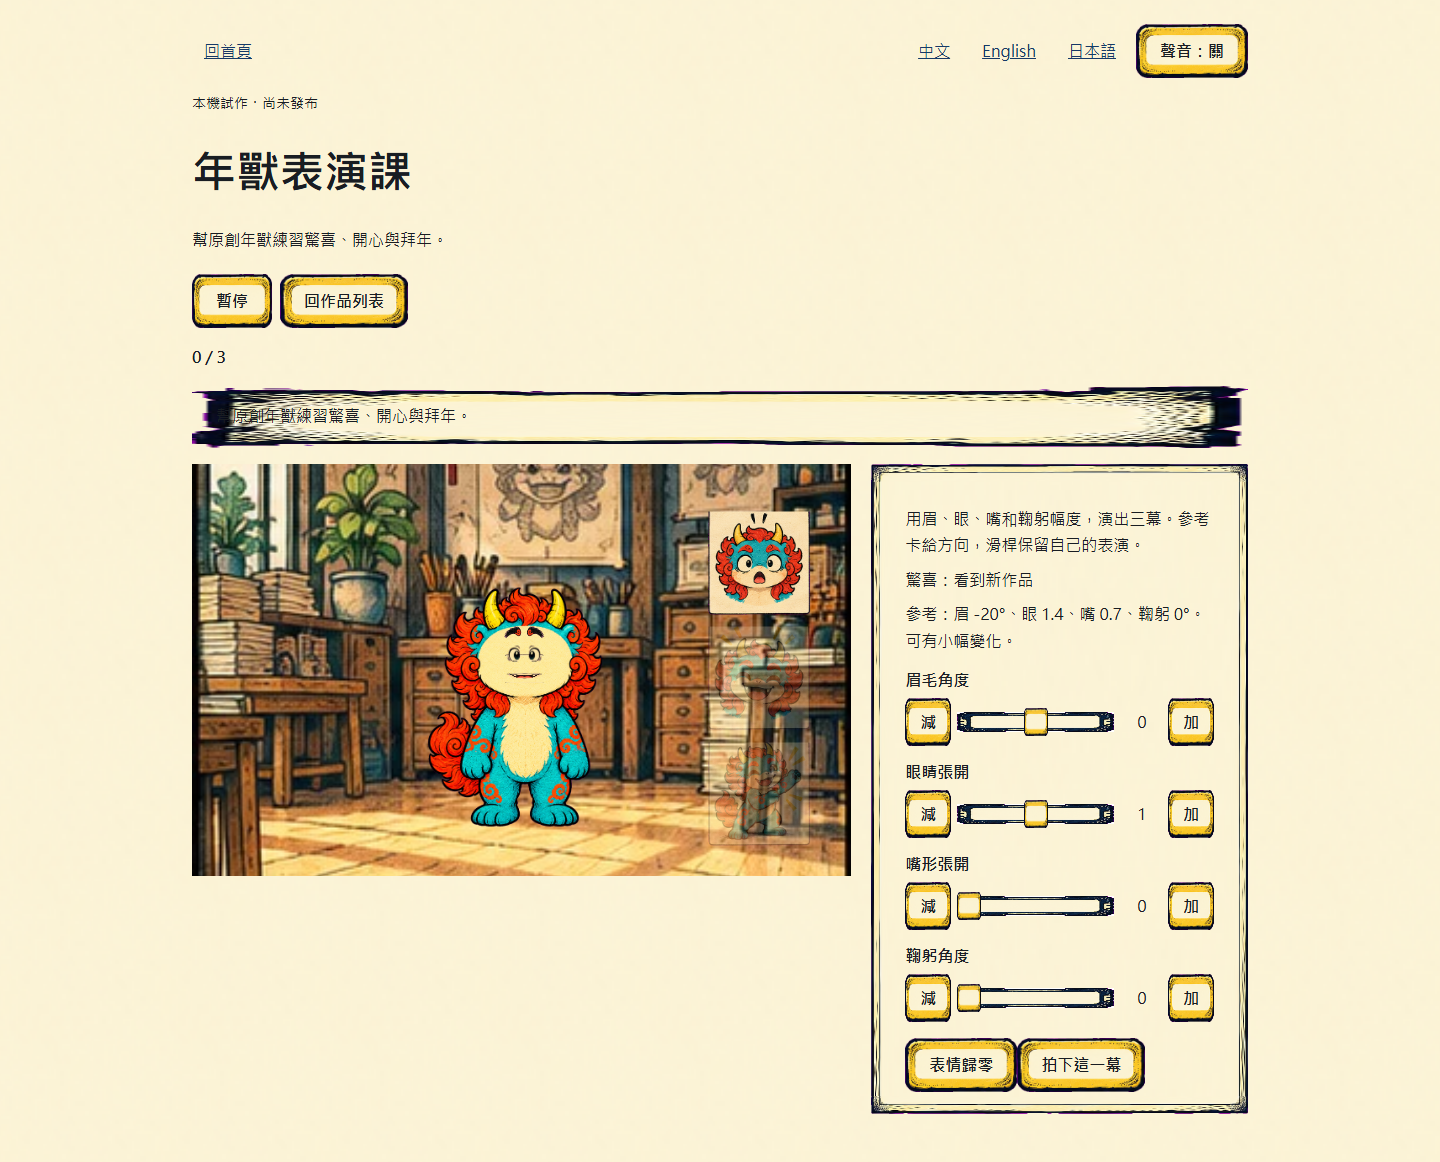 回首頁
中文
English
日本語
聲音：關
本機試作・尚未發布
年獸表演課
幫原創年獸練習驚喜、開心與拜年。
暫停
回作品列表
0 / 3
原創年獸練習驚喜、開心與拜年。
用眉、眼、嘴和鞠躬幅度，演出三幕。參考
卡給方向，滑桿保留自己的表演。
驚喜：看到新作品
參考：眉 -20°、眼 1.4、嘴 0.7、鞠躬 0°。
可有小幅變化。
眉毛角度
減
0
加
眼睛張開
減
1
加
嘴形張開
減
0
加
鞠躬角度
減
0
加
表情歸零
拍下這一幕